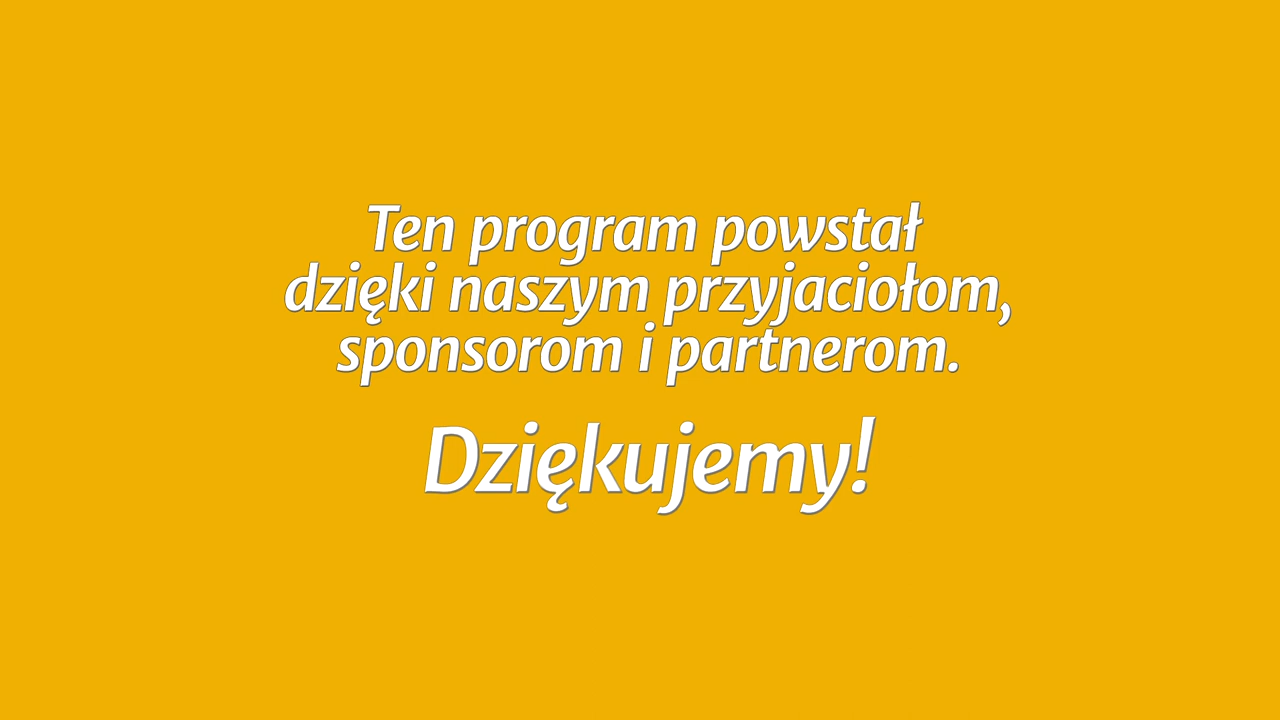 Ten program powstał
dzięki naszym przyjaciołom,
sponsorom i partnerom.
Dziękujemy!